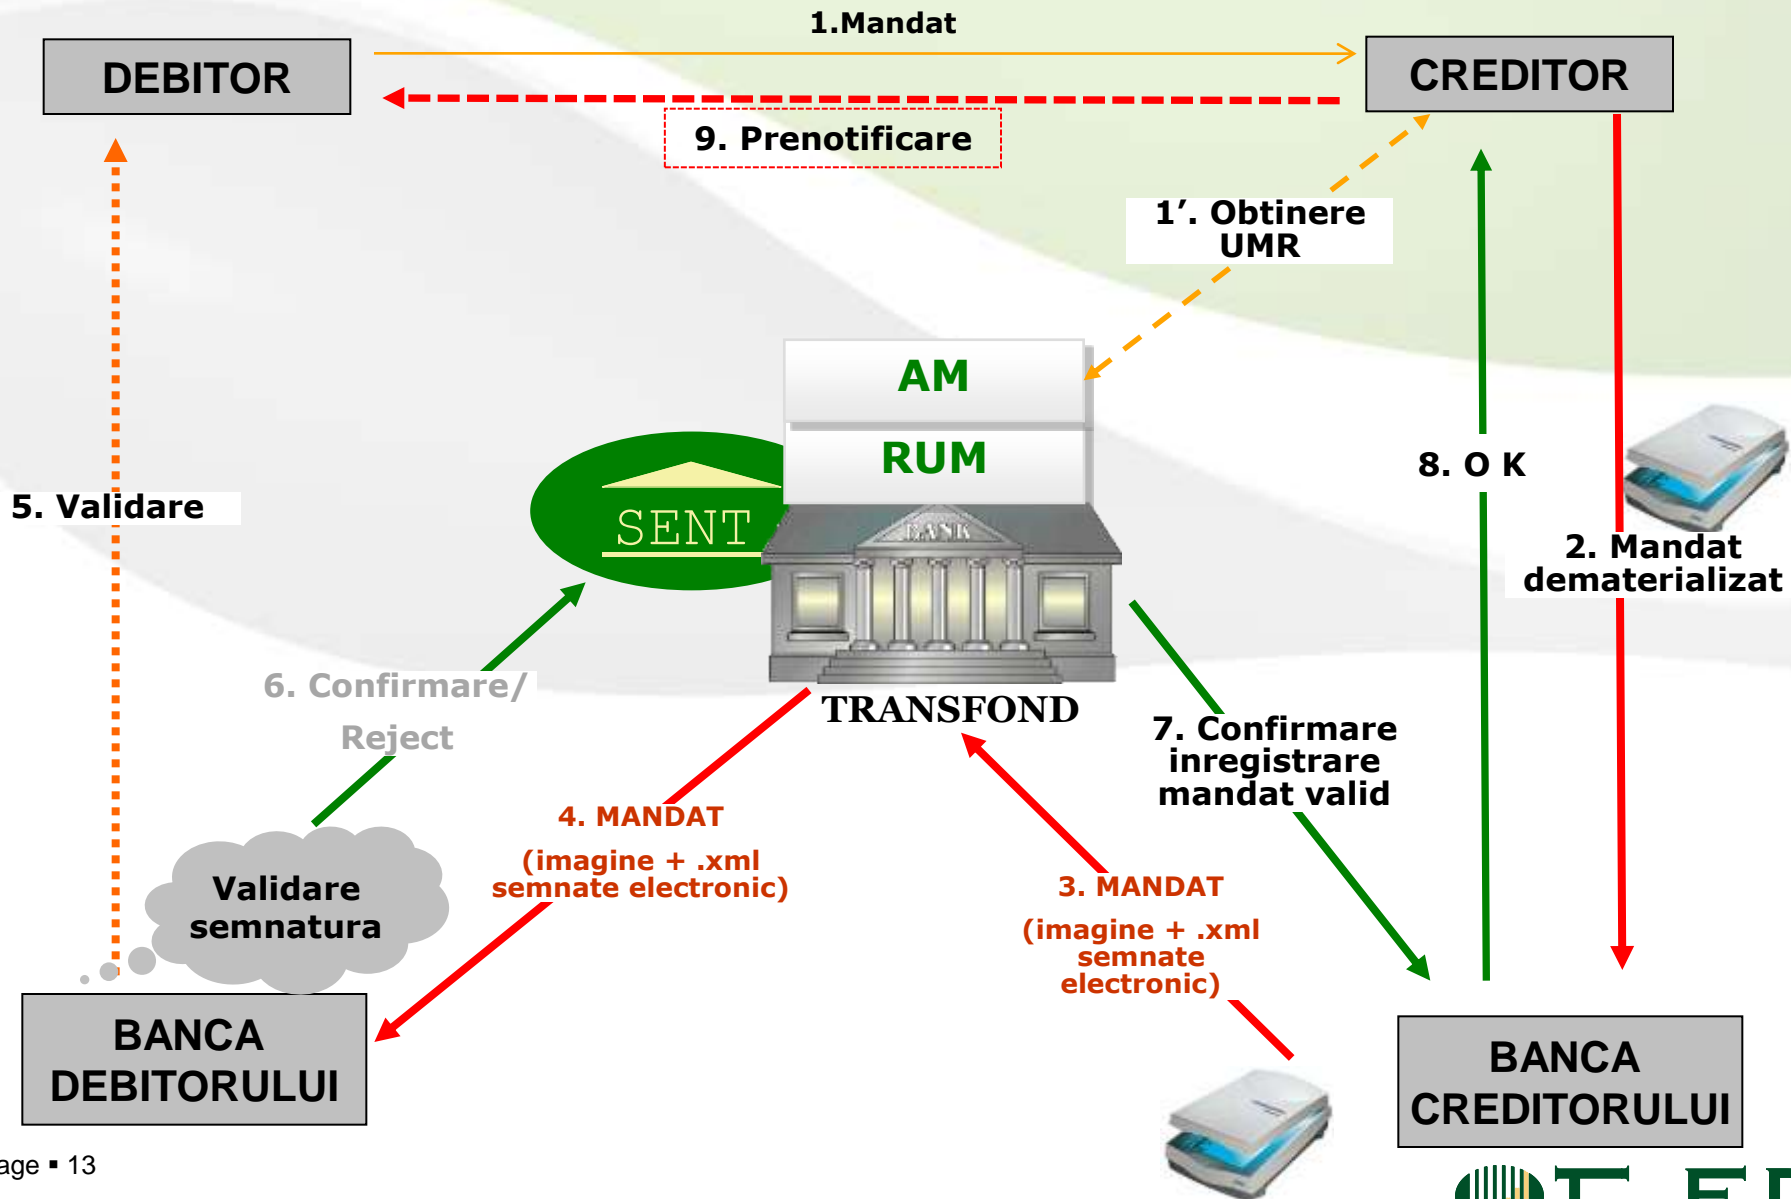 1.Mandat
DEBITOR
CREDITOR
9. Prenotificare
1’. Obtinere
UMR
AM
RUM
8. O K
5. Validare
SENT
BANK
2. Mandat
dematerializat
6. Confirmare/
Reject
TRANSFOND
7. Confirmare
inregistrare
mandat valid
4. MANDAT
(imagine + .xml
semnate electronic)
Validare
semnatura
3. MANDAT
(imagine + .xml
semnate
electronic)
BANCA
DEBITORULUI
BANCA
CREDITORULUI
age ▪ 13